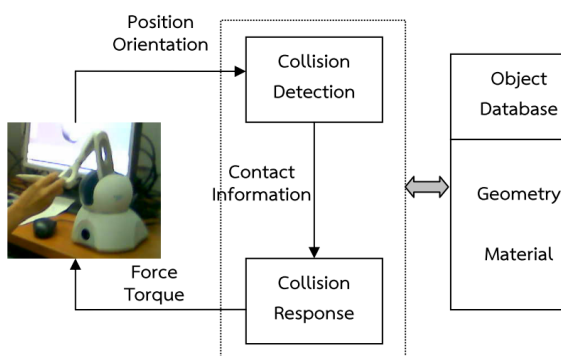 Position
Orientation
Collision
Detection
Contact
Information
Collision
Response
Force
Torque
Object
Database
Geometry
Material